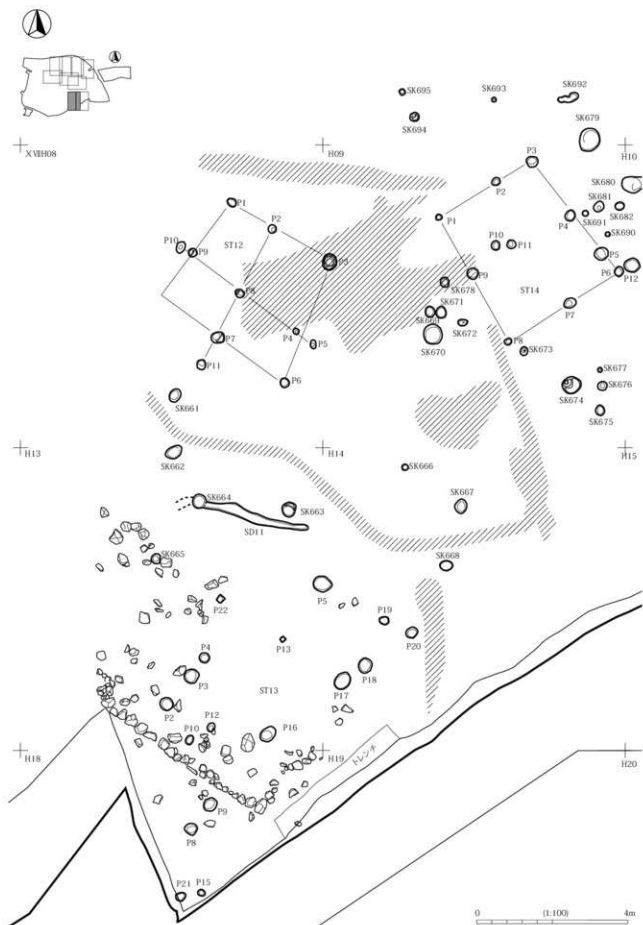 SK695
SK693
SK692
SK694
SK679
XⅦH08
H09
H10
P3
P2
SK680
SK681
P1
P2
P1
P4
SK691
SK682
SK690
P10
P9
ST12
P10
P11
P5
P3
P6
P12
P9
SK678
ST14
P8
SK671
P7
SK669
SK672
P4
P7
SK670
P5
P8
SK673
P11
SK677
P6
SK674
SK676
SK661
SK675
H13
H14
H15
SK662
SK666
SK664
SK663
SK667
SD11
SK665
SK668
P5
P22
P19
P13
P20
P4
P18
P3
P17
ST13
P2
P12
P10
P16
H18
H19
トレンチ
H20
P9
P8
P21
P15
0
(1:100)
4m